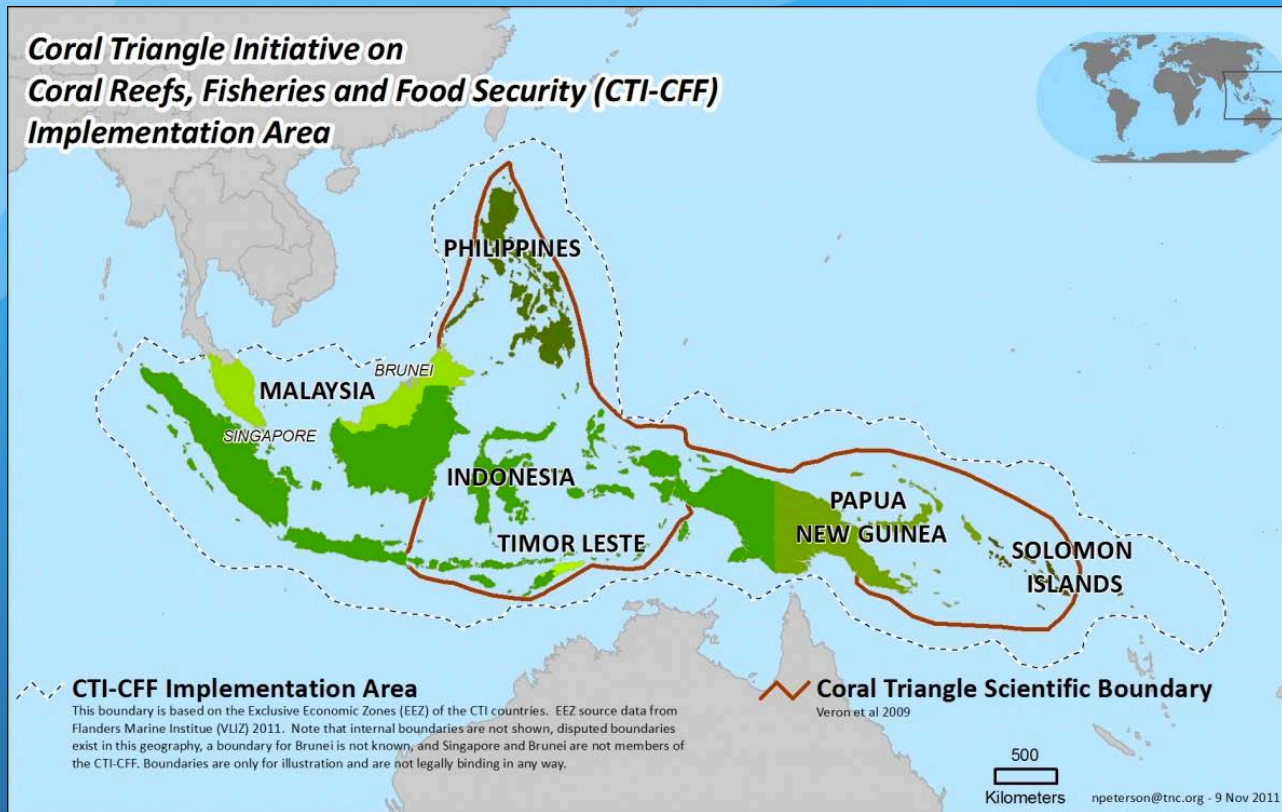 Coral Triangle Initiative on
Coral Reefs, Fisheries and Food Security (CTI-CFF)
Implementation Area
PHILIPPINES
BRUNEI
MALAYSIA
SINGAPORE
INDONESIA
PAPUA
NEW GUINEA
TIMOR LESTE
SOLOMON
ISLANDS
CTI-CFF Implementation Area
This boundary is based on the Exclusive Economic Zones (EEZ) of the CTI countries. EEZ source data from
Flanders Marine Institue (VLIZ) 2011. Note that internal boundaries are not shown, disputed boundaries
exist in this geography, a boundary for Brunei is not known, and Singapore and Brunei are not members of
the CTI-CFF. Boundaries are only for illustration and are not legally binding in any way.
Coral Triangle Scientific Boundary
Veron et al 2009
500
Kilometers
npeterson@tnc.org - 9 Nov 2011